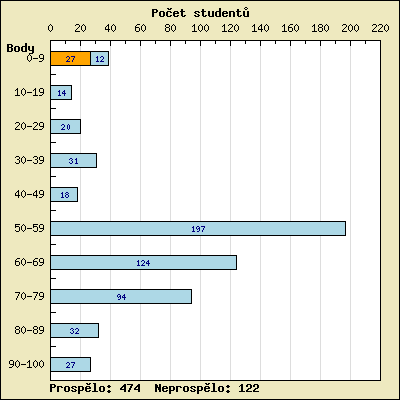 Počet studentů
0 20 40 60 80 100 120 140 160 180 200 220
Body
0-9 27 12
10-19 14
20-29 20
30-39 31
40-49 18
50-59 197
60-69 124
70-79 94
80-89 32
90-100 27
Prospělo: 474 Neprospělo: 122